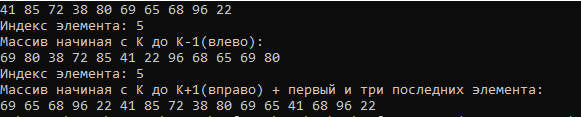 41 85 72 38 80 69 65 68 96 22
Индекс элемента: 5
Массив начиная с K до K-1(влево):
69 80 38 72 85 41 22 96 68 65 69 80
Индекс элемента: 5
Массив начиная с K до K+1(вправо) + первый и три последних элемента:
69 65 68 96 22 41 85 72 38 80 69 65 41 68 96 22